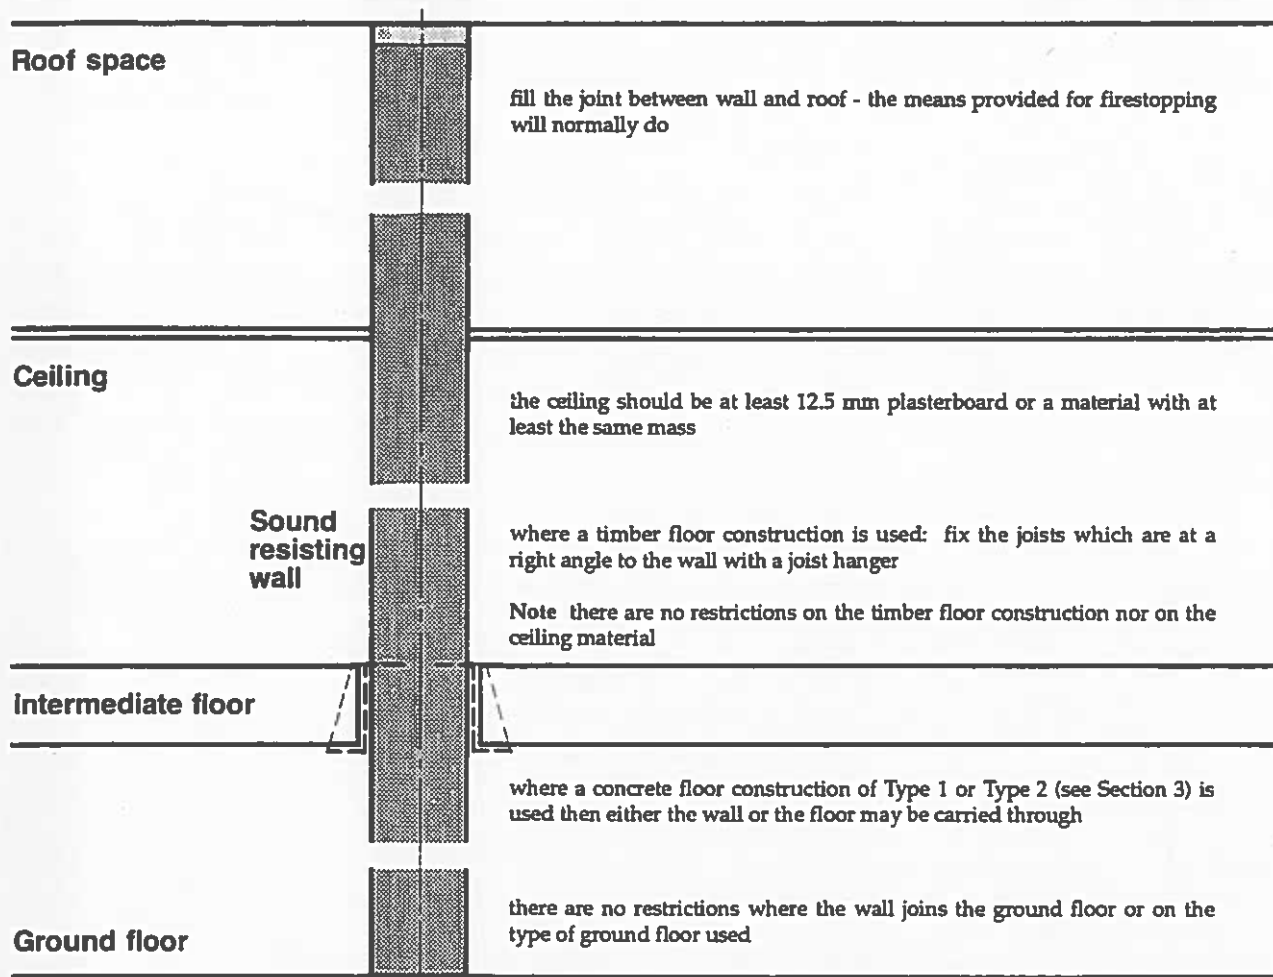 Roof space
fill the joint between wall and roof - the means provided for firestopping
will normally do
Ceiling
the ceiling should be at least 12.5 mm plasterboard or a material with at
least the same mass
Sound
resisting
wall
where a timber floor construction is used: fix the joists which are at a
right angle to the wall with a joist hanger
Note there are no restrictions on the timber floor construction nor on the
ceiling material
Intermediate floor
where a concrete floor construction of Type 1 or Type 2 (see Section 3) is
used then either the wall or the floor may be carried through
there are no restrictions where the wall joins the ground floor or on the
type of ground floor used
Ground floor